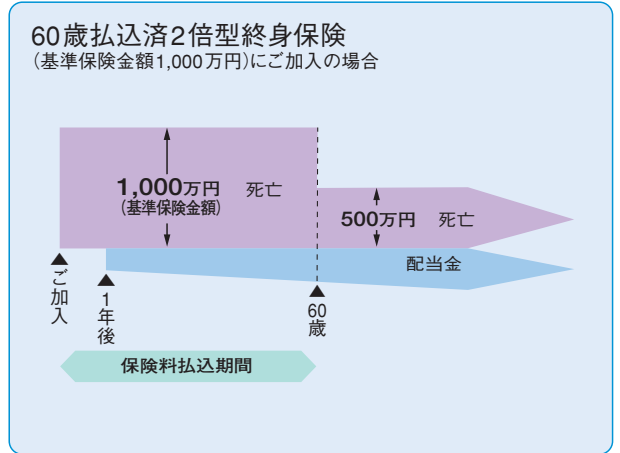 60歳払込済2倍型終身保険
（基準保険金額1,000万円）にご加入の場合
1,000万円 死亡
（基準保険金額）
500万円 死亡
配当金
ご加入
1年後
60歳
保険料払込期間